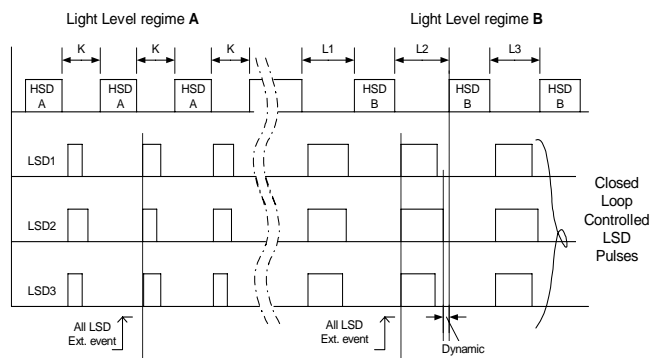 Light Level regime A
Light Level regime B
K
K
K
L1
L2
L3
HSD
A
HSD
A
HSD
A
HSD
B
HSD
B
HSD
B
LSD1
LSD2
LSD3
Closed
Loop
Controlled
LSD
Pulses
All LSD
Ext. event
All LSD
Ext. event
Dynamic